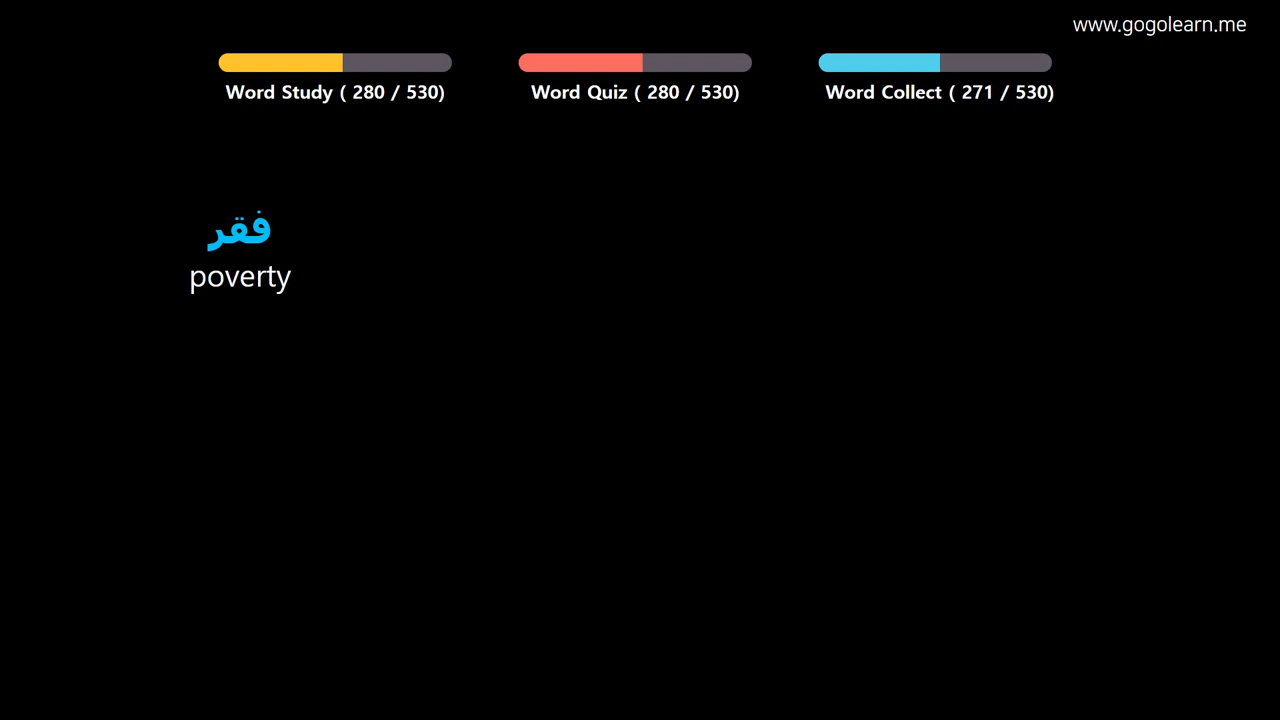 www.gogolearn.me
Word Study ( 280 / 530)
Word Quiz ( 280 / 530)
Word Collect ( 271 / 530)
فقر
poverty